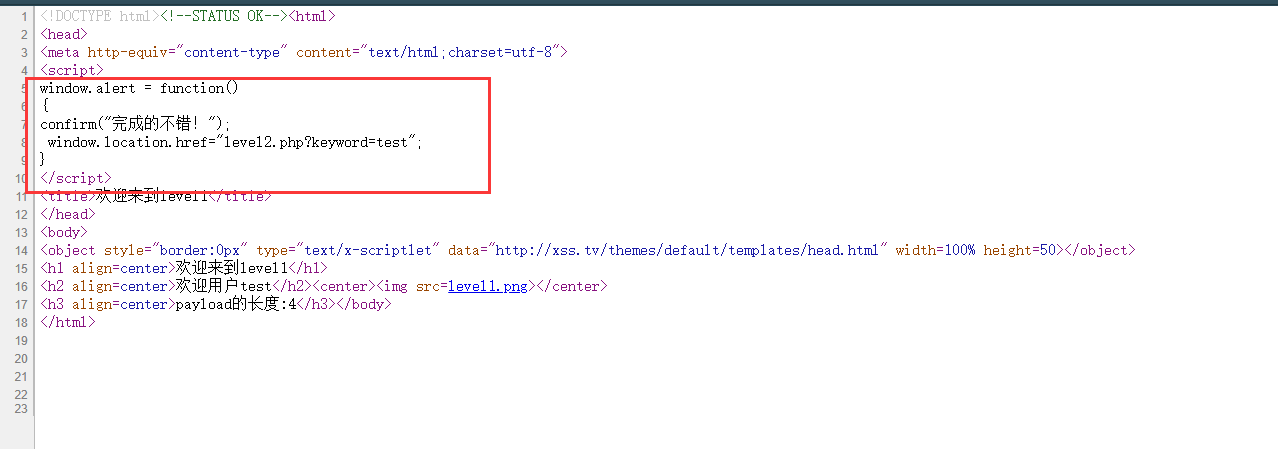 1 <!DOCTYPE html><!--STATUS OK--><html>
2 <head>
3 <meta http-equiv="content-type" content="text/html;charset=utf-8">
4 <script>
5 window.alert = function()
6 {
7 confirm("完成的不错！");
8  window.location.href="level2.php?keyword=test";
9 }
10 </script>
11 <title>欢迎来到level1</title>
12 </head>
13 <body>
14 <object style="border:0px" type="text/x-scriptlet" data="http://xss.tv/themes/default/templates/head.html" width=100% height=50></object>
15 <h1 align=center>欢迎来到level1</h1>
16 <h2 align=center>欢迎用户test</h2><center><img src=level1.png></center>
17 <h3 align=center>payload的长度:4</h3></body>
18 </html>
19
20
21
22
23